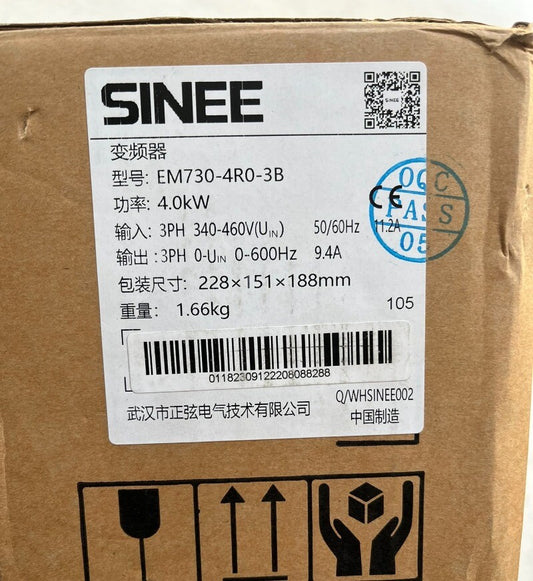 SINEE
SINEE
变频器
型号: EM730-4R0-3B
功率: 4.0kW
输入: 3PH 340-460V(UIN) 50/60Hz 11.2A
输出: 3PH 0-UIN 0-600Hz 9.4A
CE
OQC
PASS
05
包装尺寸: 228×151×188mm
重量: 1.66kg
105
01182309122208088288
Q/WHSINEE002
武汉市正弦电气技术有限公司
中国制造